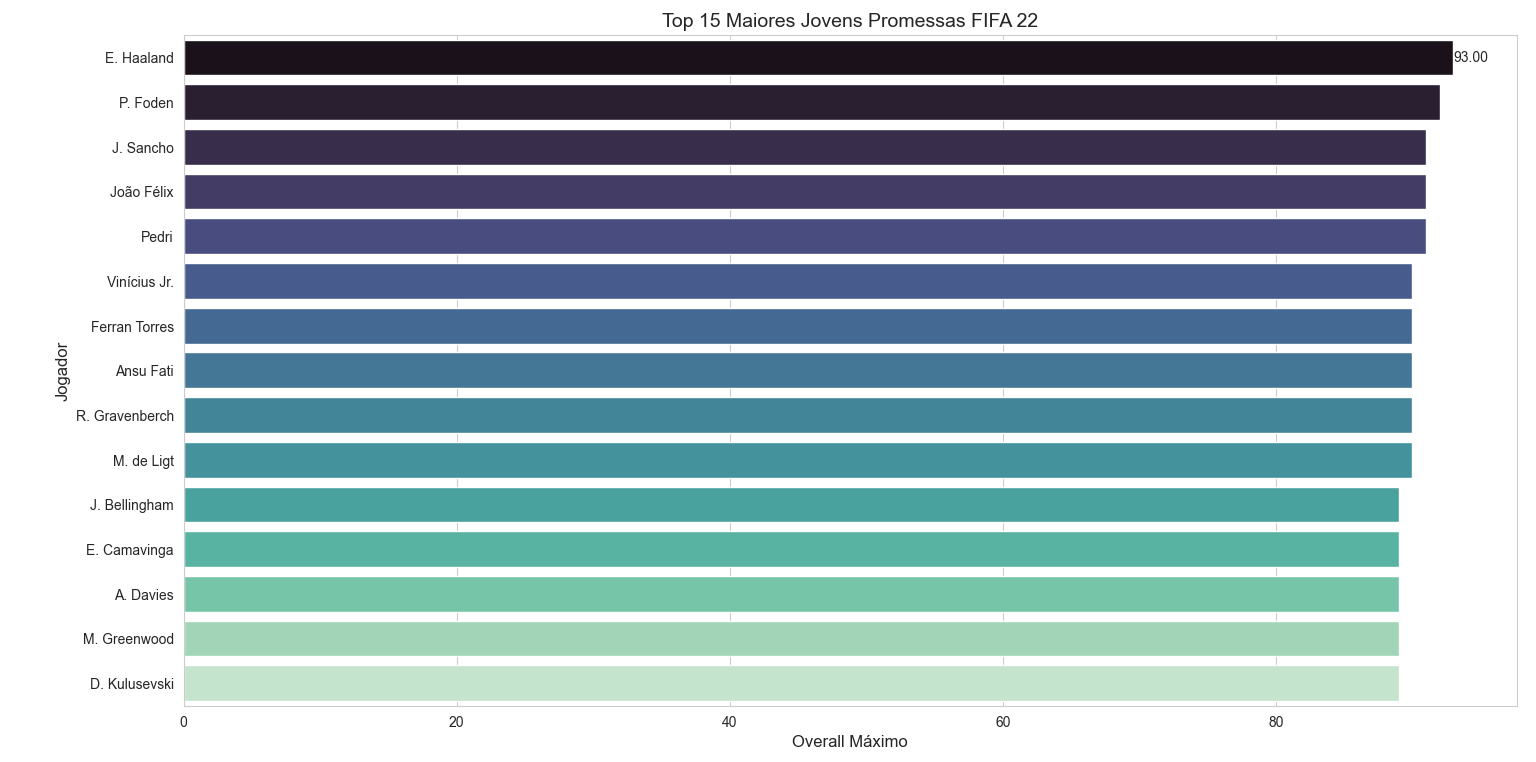 Top 15 Maiores Jovens Promessas FIFA 22
E. Haaland
93.00
P. Foden
J. Sancho
João Félix
Pedri
Vinícius Jr.
Ferran Torres
Ansu Fati
R. Gravenberch
M. de Ligt
J. Bellingham
E. Camavinga
A. Davies
M. Greenwood
D. Kulusevski
Jogador
0 20 40 60 80
Overall Máximo